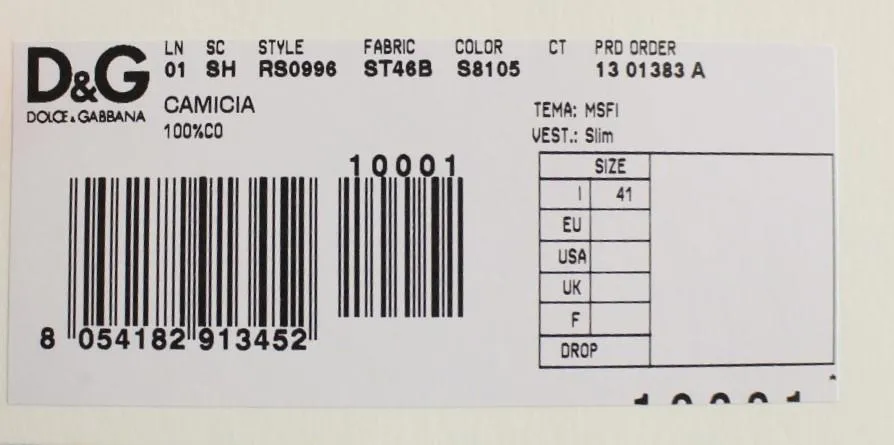 D&G
DOLCE & GABBANA
LN SC STYLE FABRIC COLOR CT PRD ORDER
01 SH RS0996 ST46B S8105 13 01383 A
CAMICIA
100%CO
TEMA: MSFI
VEST.: Slim
10001
8 054182 913452
SIZE
I 41
EU
USA
UK
F
DROP
10001